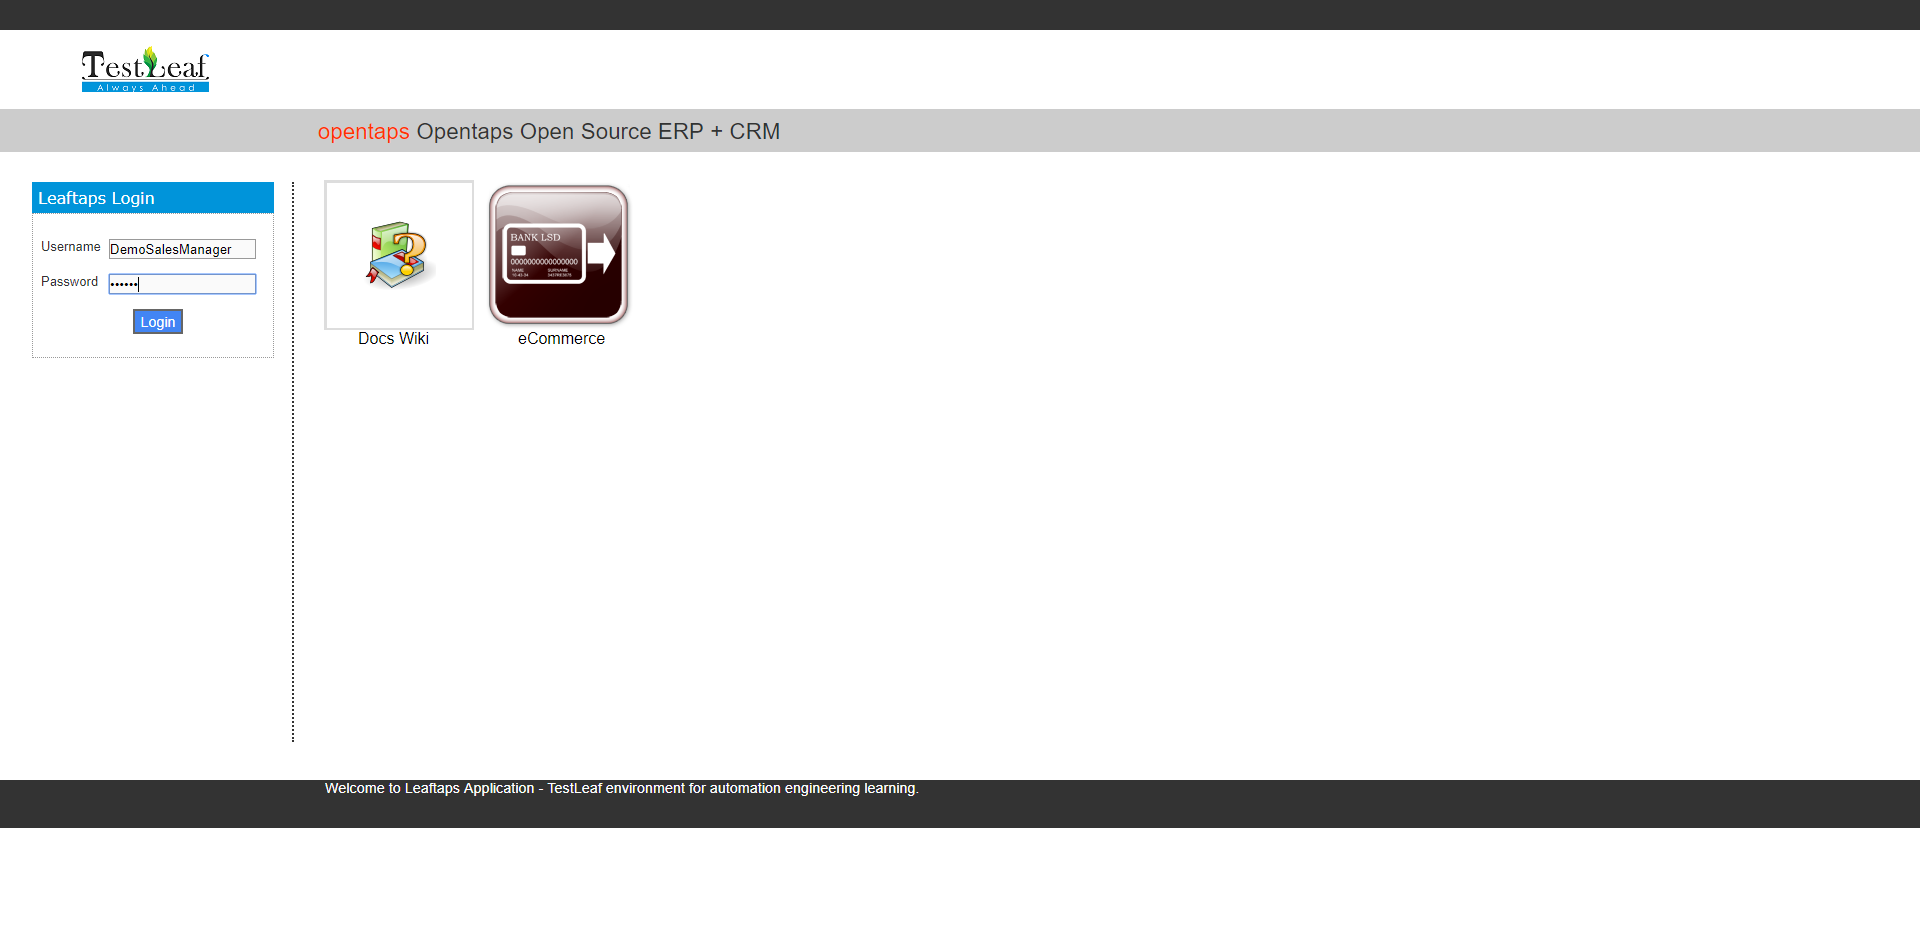 TestLeaf
Always Ahead
opentaps Opentaps Open Source ERP + CRM
Leaftaps Login
Username DemoSalesManager
Password ••••••
Login
BANK LSD
0000000000000000
NAME SURNAME
Docs Wiki
eCommerce
Welcome to Leaftaps Application - TestLeaf environment for automation engineering learning.